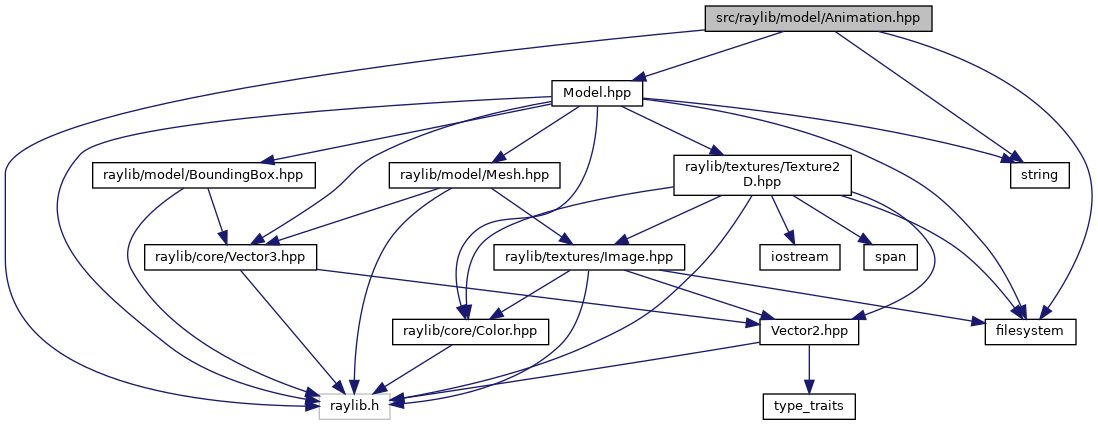 src/raylib/model/Animation.hpp
Model.hpp
raylib/model/BoundingBox.hpp
raylib/model/Mesh.hpp
raylib/textures/Texture2
D.hpp
string
raylib/core/Vector3.hpp
raylib/textures/Image.hpp
iostream
span
raylib/core/Color.hpp
Vector2.hpp
filesystem
raylib.h
type_traits